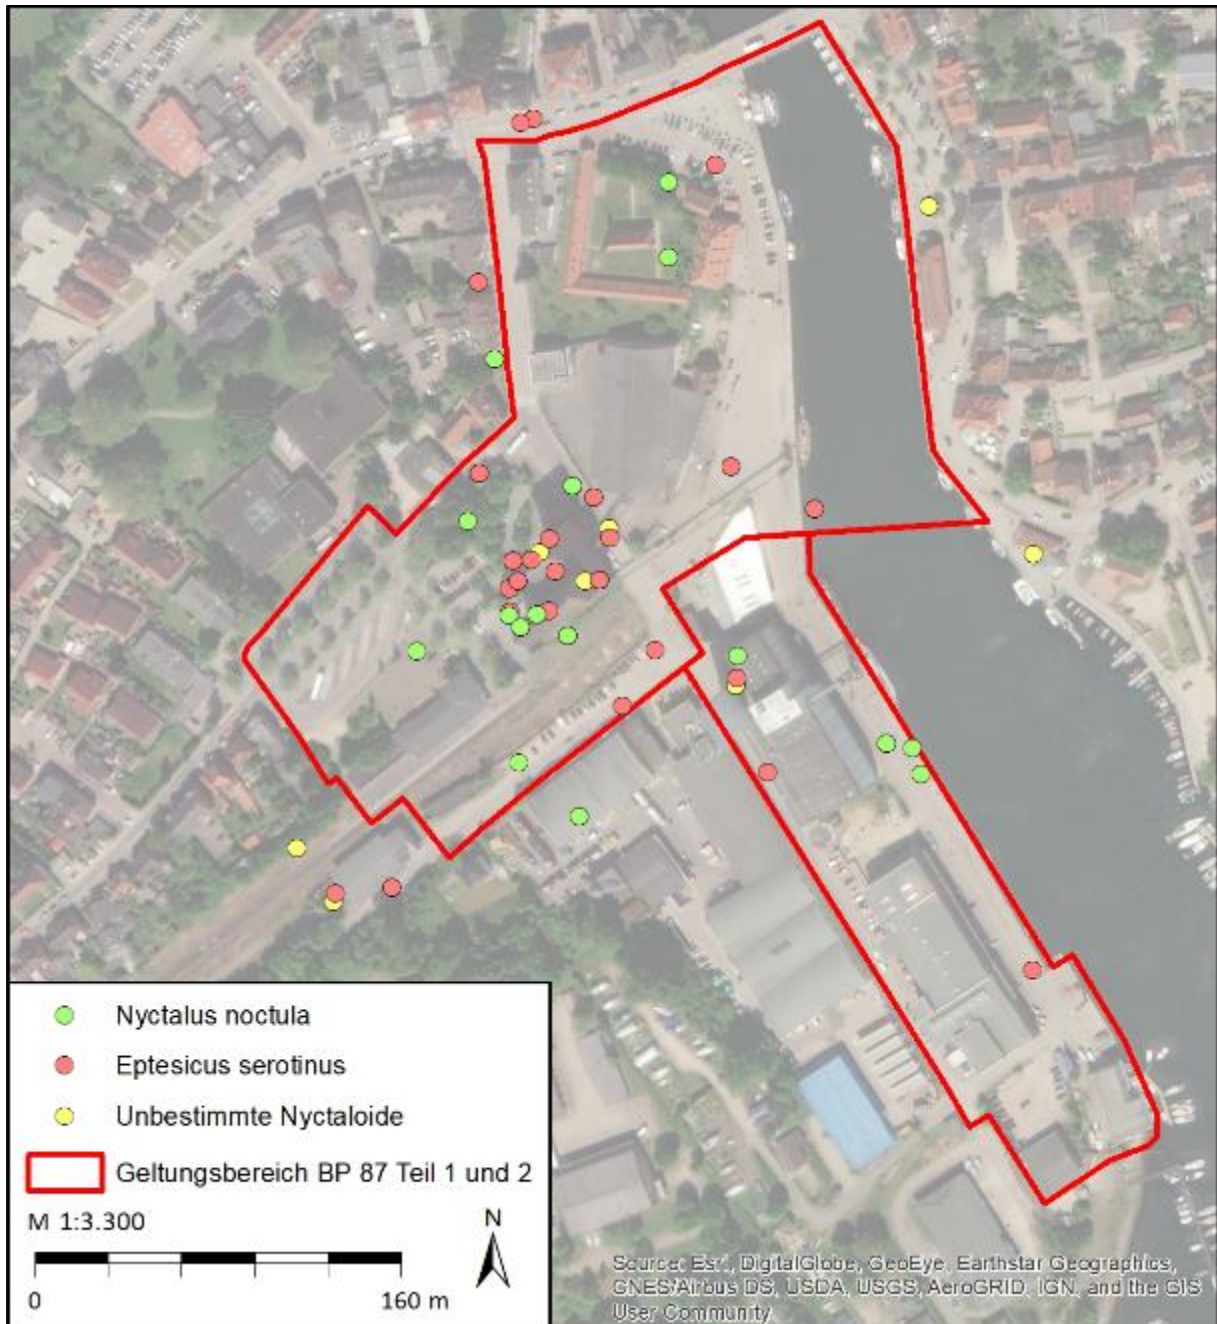 Nyctalus noctula
Eptesicus serotinus
Unbestimmte Nyctaloide
Geltungsbereich BP 87 Teil 1 und 2
M 1:3.300
N
0 160 m
Source: Esri, DigitalGlobe, GeoEye, Earthstar Geographics,
CNES/Airbus DS, USDA, USGS, AeroGRID, IGN, and the GIS
User Community